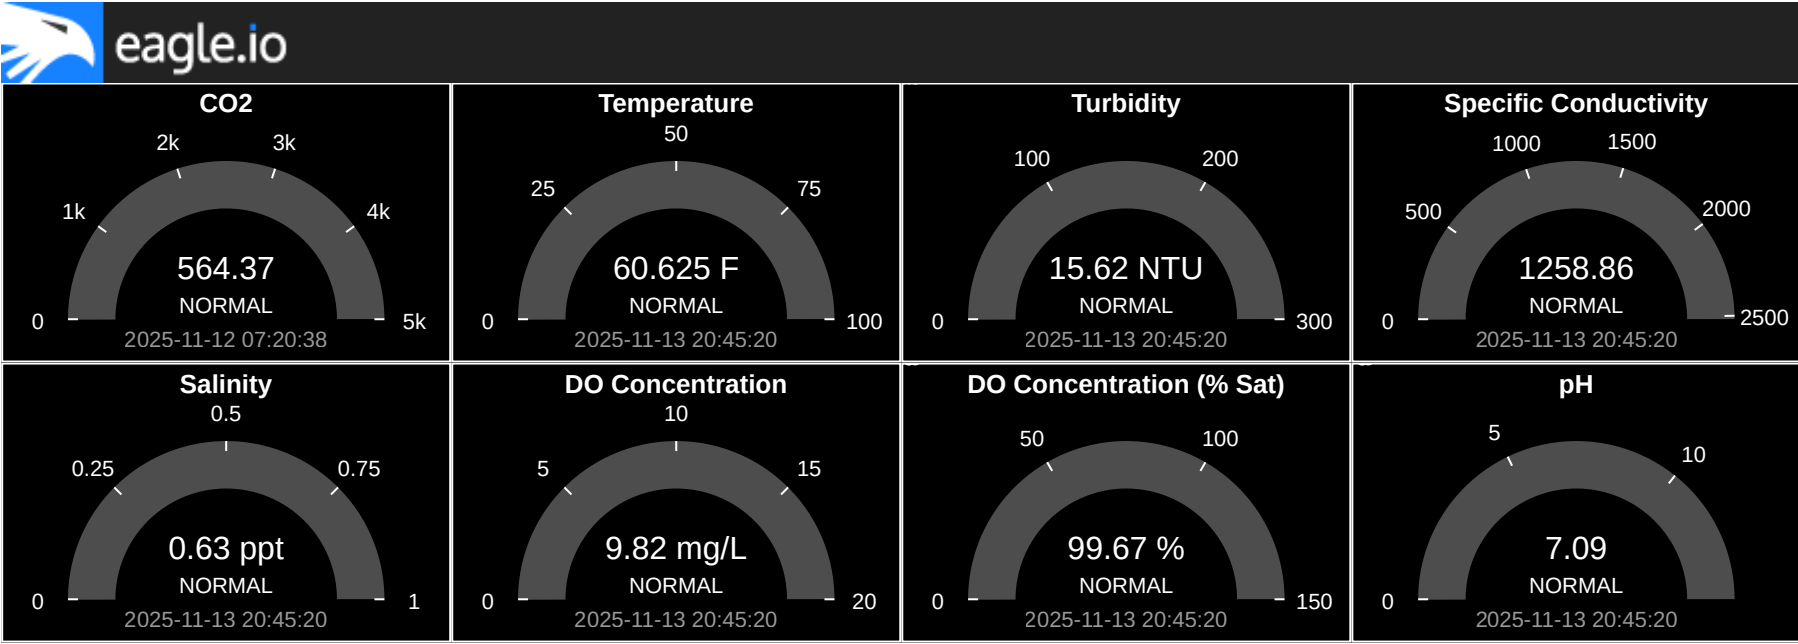 eagle.io
CO2
2k
3k
1k
4k
564.37
NORMAL
0
5k
2025-11-12 07:20:38
Temperature
50
25
75
60.625 F
NORMAL
0
100
2025-11-13 20:45:20
Turbidity
100
200
15.62 NTU
NORMAL
0
300
2025-11-13 20:45:20
Specific Conductivity
1000
1500
500
2000
1258.86
NORMAL
0
2500
2025-11-13 20:45:20
Salinity
0.5
0.25
0.75
0.63 ppt
NORMAL
0
1
2025-11-13 20:45:20
DO Concentration
10
5
15
9.82 mg/L
NORMAL
0
20
2025-11-13 20:45:20
DO Concentration (% Sat)
50
100
99.67 %
NORMAL
0
150
2025-11-13 20:45:20
pH
5
10
7.09
NORMAL
0
2025-11-13 20:45:20